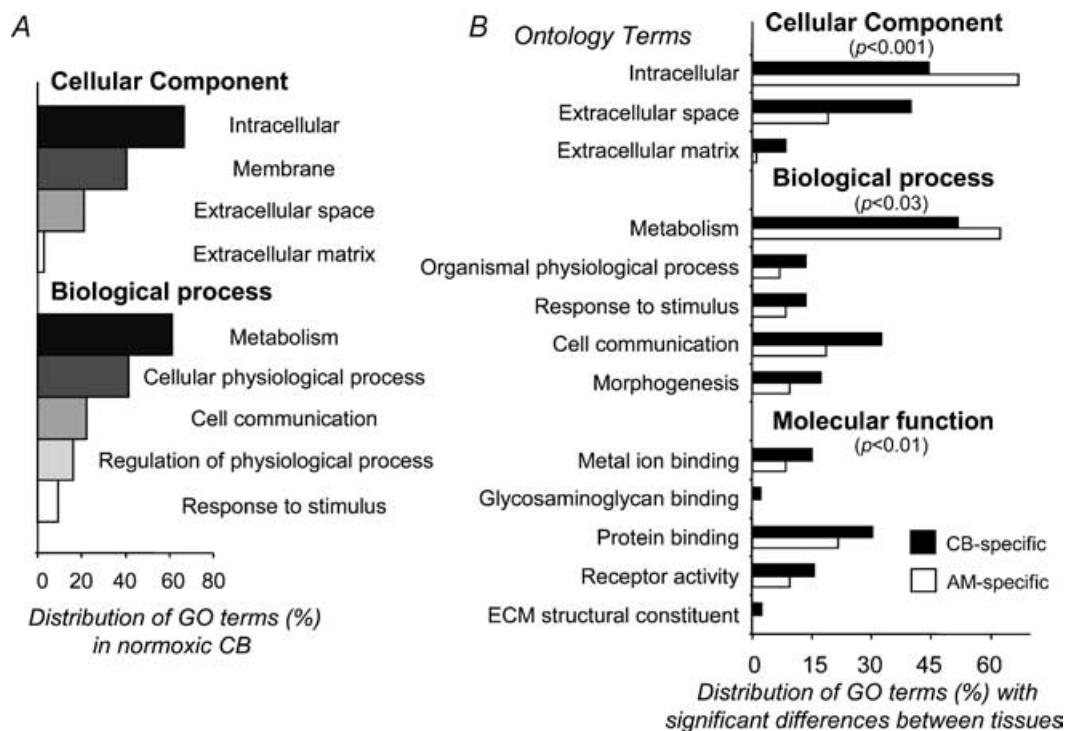 A
Cellular Component
Intracellular
Membrane
Extracellular space
Extracellular matrix
Biological process
Metabolism
Cellular physiological process
Cell communication
Regulation of physiological process
Response to stimulus
0 20 40 60 80
Distribution of GO terms (%)
in normoxic CB
B
Ontology Terms
Cellular Component
(p<0.001)
Intracellular
Extracellular space
Extracellular matrix
Biological process
(p<0.03)
Metabolism
Organismal physiological process
Response to stimulus
Cell communication
Morphogenesis
Molecular function
(p<0.01)
Metal ion binding
Glycosaminoglycan binding
Protein binding
Receptor activity
ECM structural constituent
CB-specific
AM-specific
0 15 30 45 60
Distribution of GO terms (%) with
significant differences between tissues